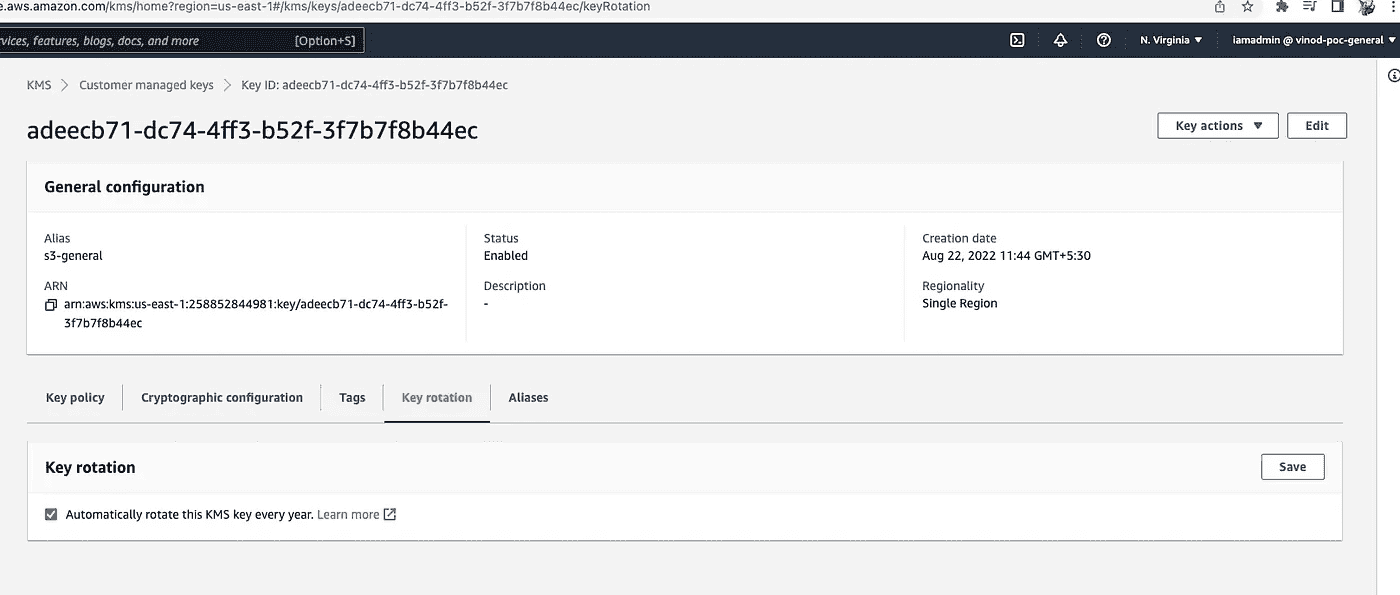 e.aws.amazon.com/kms/home?region=us-east-1#/kms/keys/adeecb71-dc74-4ff3-b52f-3f7b7f8b44ec/keyRotation
rvices, features, blogs, docs, and more [Option+S] N. Virginia ▼ iamadmin @ vinod-poc-general ▼
KMS > Customer managed keys > Key ID: adeecb71-dc74-4ff3-b52f-3f7b7f8b44ec
adeecb71-dc74-4ff3-b52f-3f7b7f8b44ec Key actions ▼ Edit
General configuration
Alias
s3-general
ARN
arn:aws:kms:us-east-1:258852844981:key/adeecb71-dc74-4ff3-b52f-
3f7b7f8b44ec
Status
Enabled
Description
-
Creation date
Aug 22, 2022 11:44 GMT+5:30
Regionality
Single Region
Key policy Cryptographic configuration Tags Key rotation Aliases
Key rotation Save
Automatically rotate this KMS key every year. Learn more